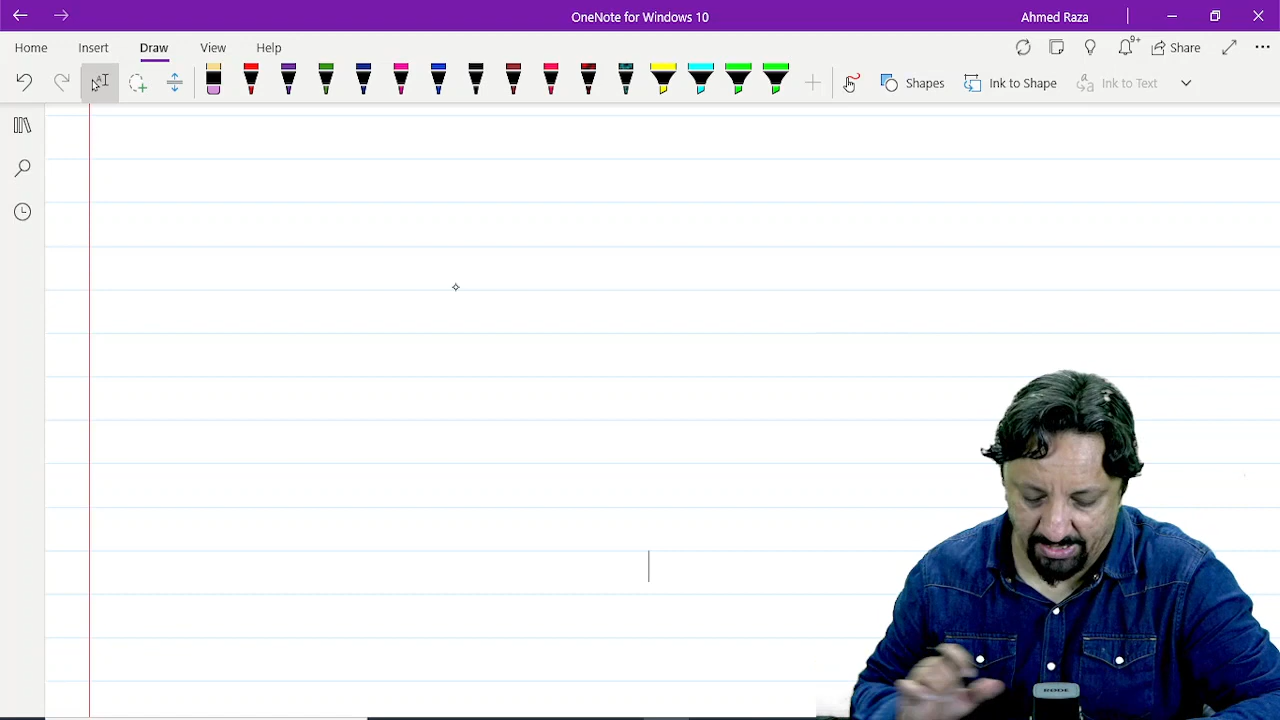 OneNote for Windows 10
Ahmed Raza
Home Insert Draw View Help
Share
Shapes
Ink to Shape
Ink to Text
RODE